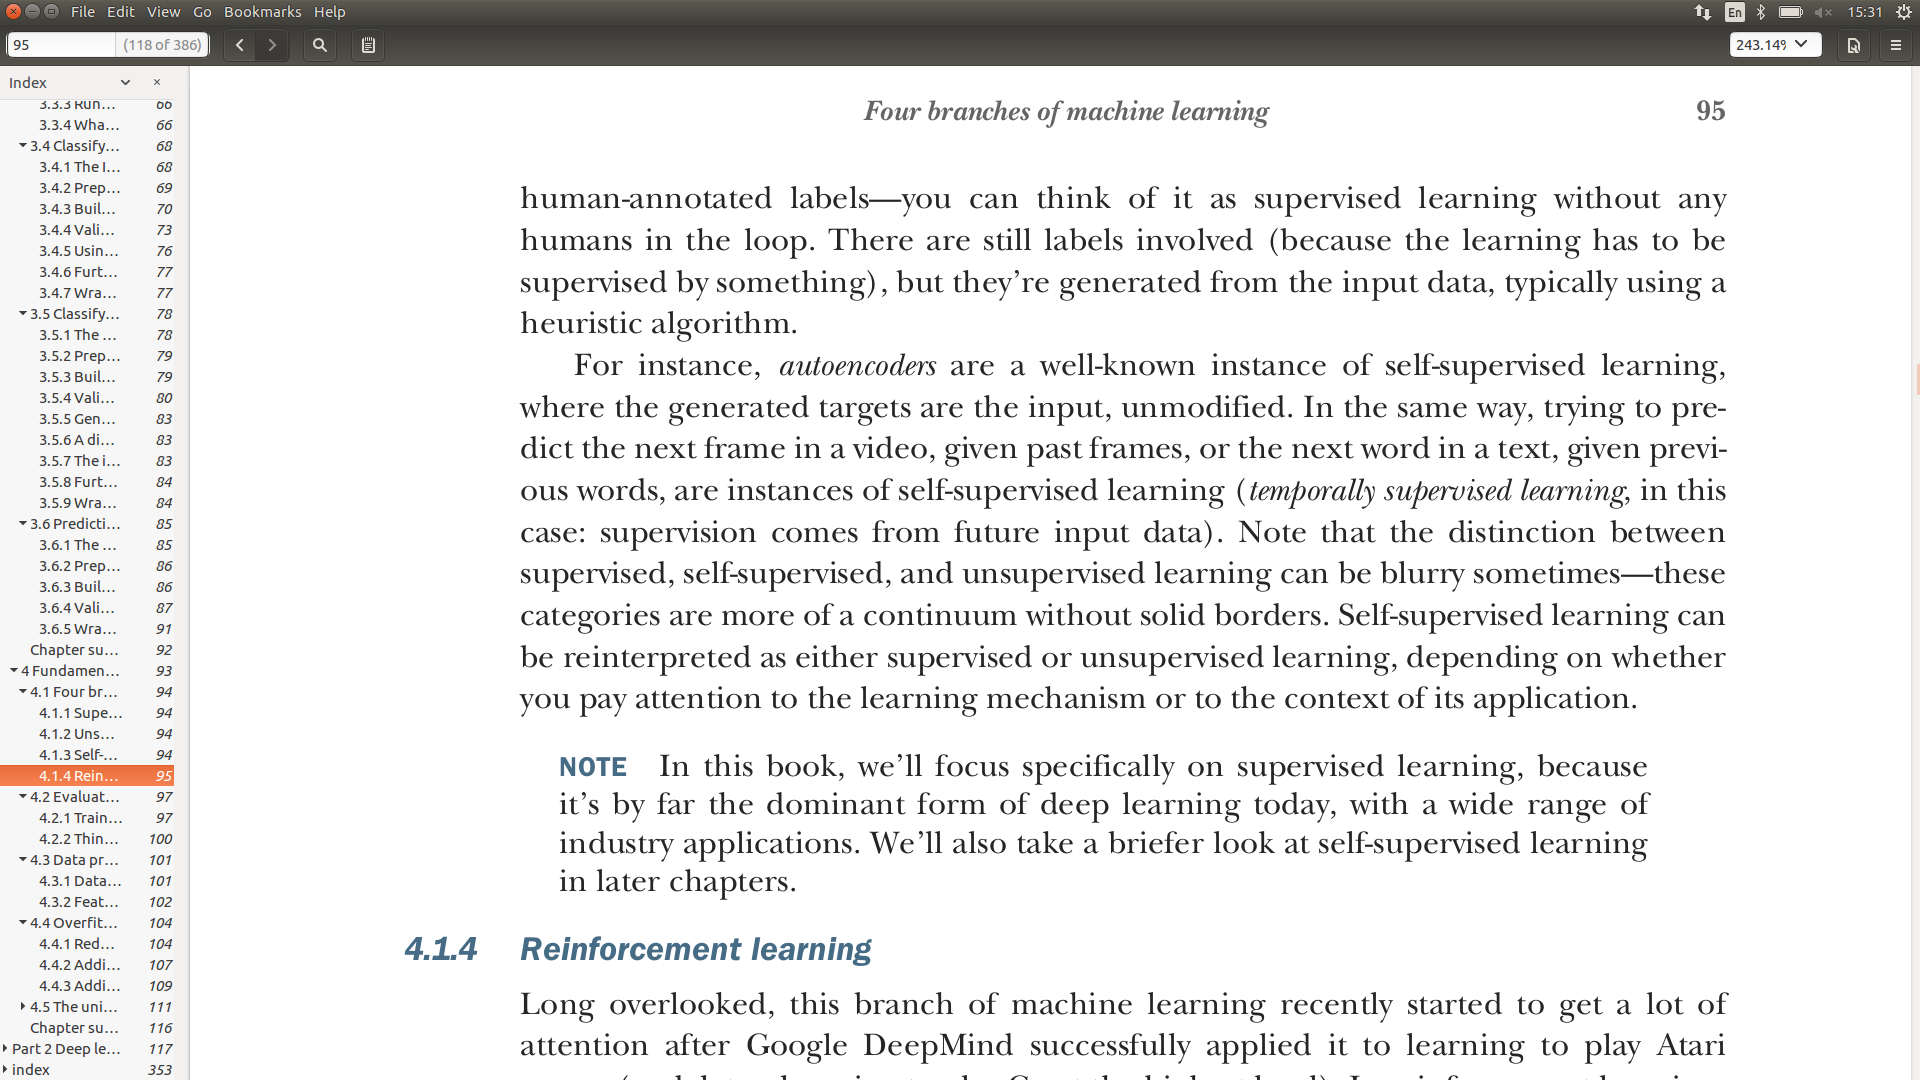 File Edit View Go Bookmarks Help En 15:31
95 (118 of 386) 243.14%
Index
3.3.3 Run… 66
3.3.4 Wha… 66
3.4 Classify… 68
3.4.1 The I… 68
3.4.2 Prep… 69
3.4.3 Buil… 70
3.4.4 Vali… 73
3.4.5 Usin… 76
3.4.6 Furt… 77
3.4.7 Wra… 77
3.5 Classify… 78
3.5.1 The … 78
3.5.2 Prep… 79
3.5.3 Buil… 79
3.5.4 Vali… 80
3.5.5 Gen… 83
3.5.6 A di… 83
3.5.7 The i… 83
3.5.8 Furt… 84
3.5.9 Wra… 84
3.6 Predicti… 85
3.6.1 The … 85
3.6.2 Prep… 86
3.6.3 Buil… 86
3.6.4 Vali… 87
3.6.5 Wra… 91
Chapter su… 92
4 Fundamen… 93
4.1 Four br… 94
4.1.1 Supe… 94
4.1.2 Uns… 94
4.1.3 Self-… 94
4.1.4 Rein… 95
4.2 Evaluat… 97
4.2.1 Train… 97
4.2.2 Thin… 100
4.3 Data pr… 101
4.3.1 Data… 101
4.3.2 Feat… 102
4.4 Overfit… 104
4.4.1 Red… 104
4.4.2 Addi… 107
4.4.3 Addi… 109
4.5 The uni… 111
Chapter su… 116
Part 2 Deep le… 117
index 353
Four branches of machine learning 95
human-annotated labels—you can think of it as supervised learning without any
humans in the loop. There are still labels involved (because the learning has to be
supervised by something), but they’re generated from the input data, typically using a
heuristic algorithm.
For instance, autoencoders are a well-known instance of self-supervised learning,
where the generated targets are the input, unmodified. In the same way, trying to pre-
dict the next frame in a video, given past frames, or the next word in a text, given previ-
ous words, are instances of self-supervised learning (temporally supervised learning, in this
case: supervision comes from future input data). Note that the distinction between
supervised, self-supervised, and unsupervised learning can be blurry sometimes—these
categories are more of a continuum without solid borders. Self-supervised learning can
be reinterpreted as either supervised or unsupervised learning, depending on whether
you pay attention to the learning mechanism or to the context of its application.
NOTE In this book, we’ll focus specifically on supervised learning, because
it’s by far the dominant form of deep learning today, with a wide range of
industry applications. We’ll also take a briefer look at self-supervised learning
in later chapters.
4.1.4 Reinforcement learning
Long overlooked, this branch of machine learning recently started to get a lot of
attention after Google DeepMind successfully applied it to learning to play Atari